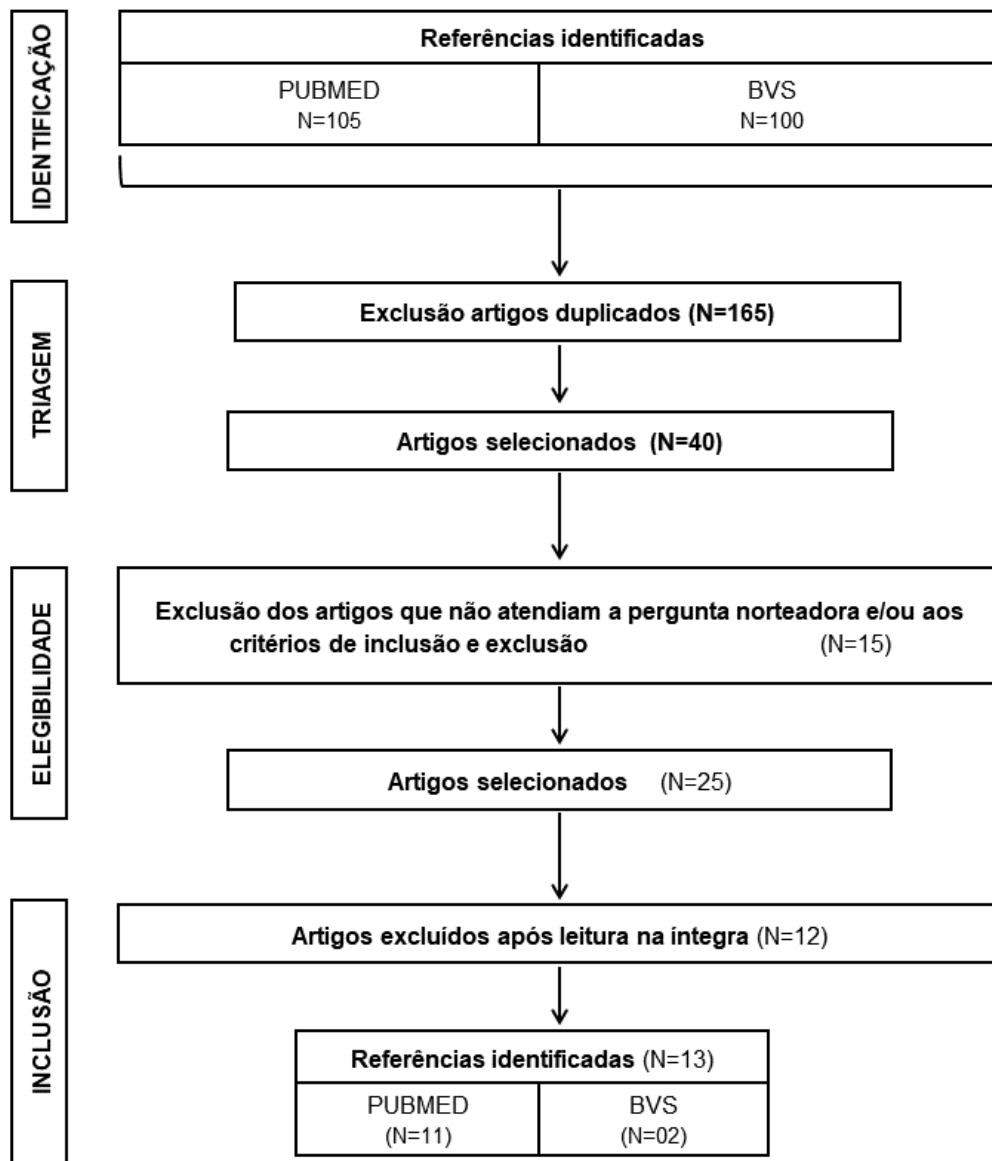 IDENTIFICAÇÃO
Referências identificadas
PUBMED
N=105
BVS
N=100
TRIAGEM
Exclusão artigos duplicados (N=165)
Artigos selecionados (N=40)
ELEGIBILIDADE
Exclusão dos artigos que não atendiam a pergunta norteadora e/ou aos
critérios de inclusão e exclusão (N=15)
Artigos selecionados (N=25)
INCLUSÃO
Artigos excluídos após leitura na íntegra (N=12)
Referências identificadas (N=13)
PUBMED
(N=11)
BVS
(N=02)